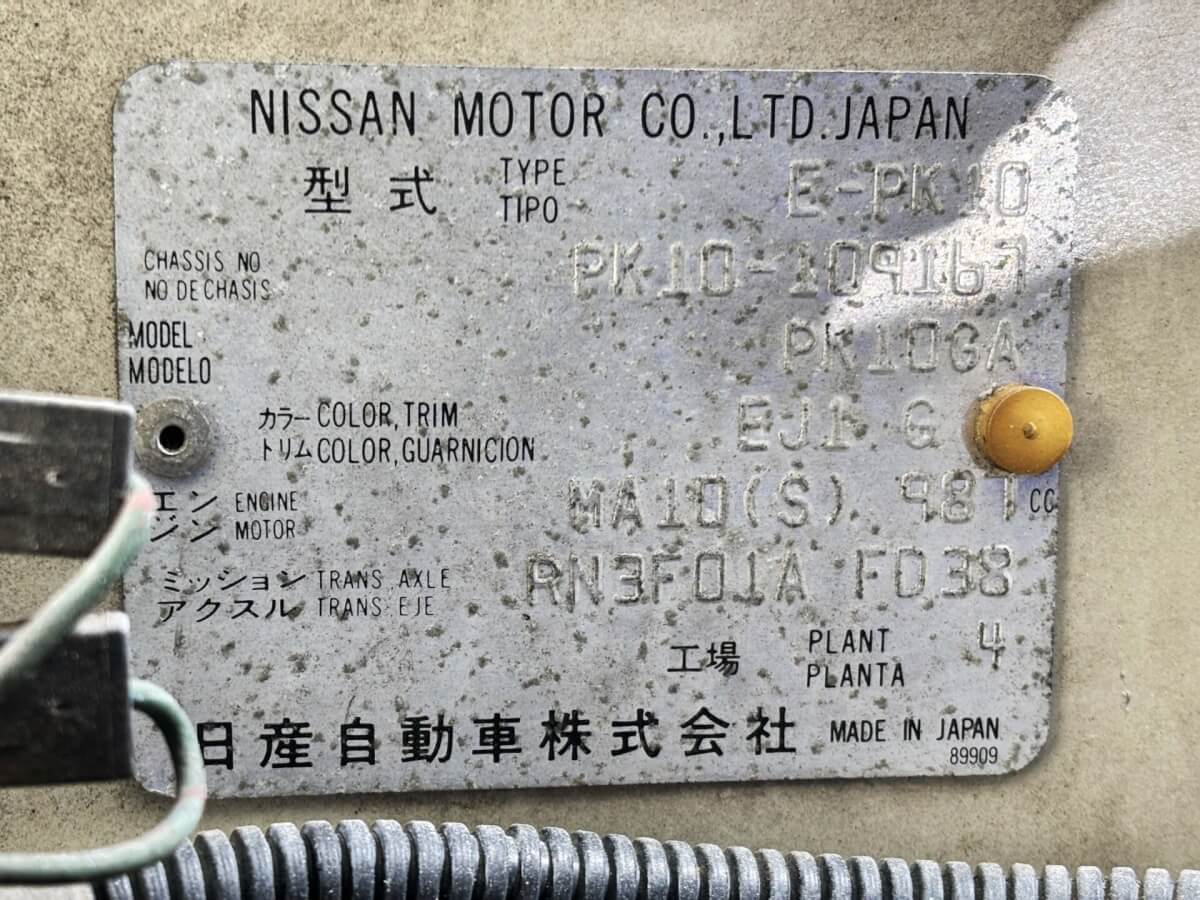 NISSAN MOTOR CO.,LTD.JAPAN
型式 TYPE TIPO E-PK10
CHASSIS NO PK10-109167
NO DE CHASIS
MODEL PK10GA
MODELO
カラー COLOR,TRIM EJ1 G
トリム COLOR,GUARNICION
エン ENGINE MA10(S) 987 CC
ジン MOTOR
ミッション TRANS.AXLE RN3F01A FD38
アクスル TRANS.EJE
工場 PLANT 4
PLANTA
日産自動車株式会社 MADE IN JAPAN
89909